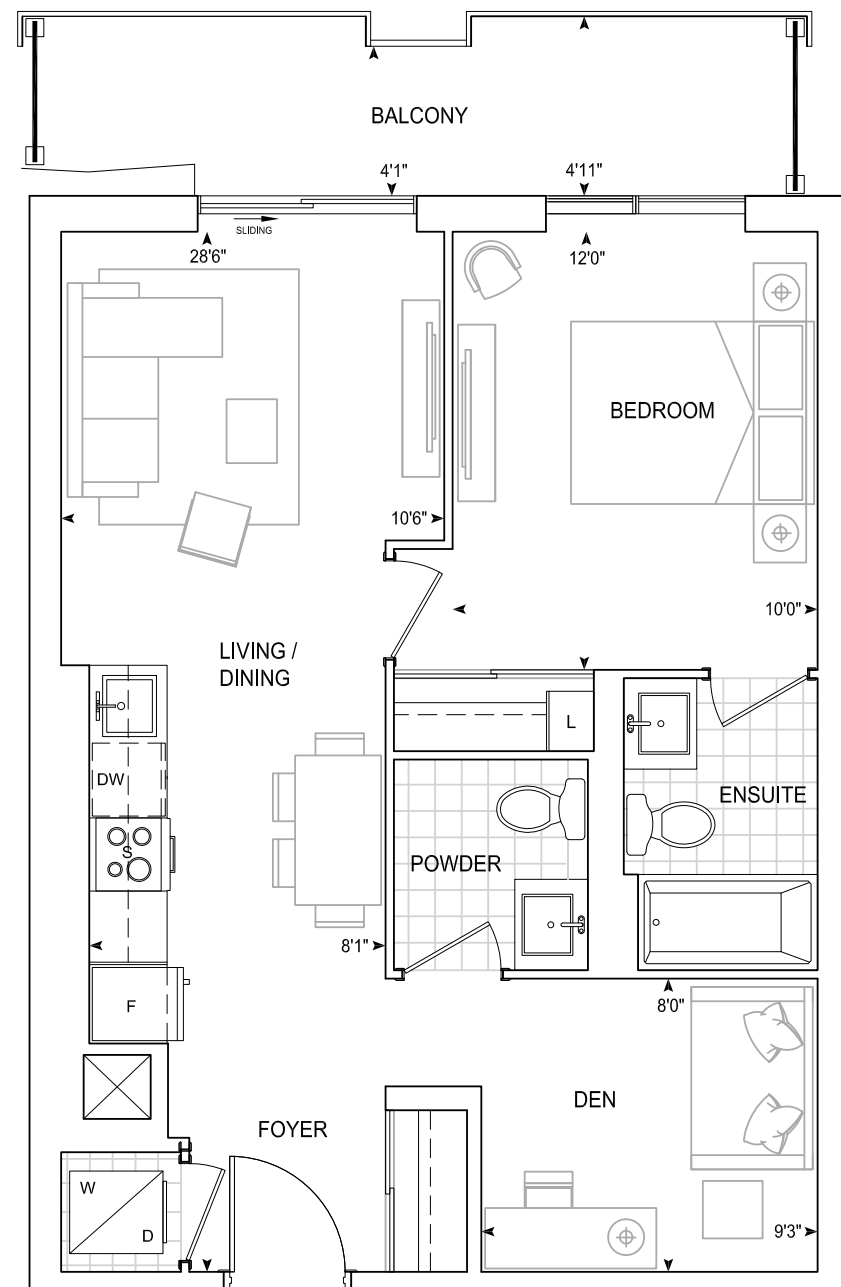 BALCONY
4'1"
4'11"
SLIDING
28'6"
12'0"
BEDROOM
10'6"
10'0"
LIVING /
DINING
L
DW
ENSUITE
S
POWDER
8'1"
F
8'0"
DEN
FOYER
W
D
9'3"